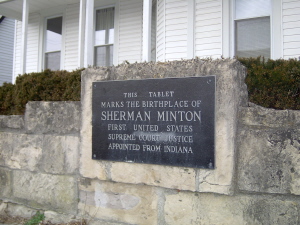 THIS TABLET
MARKS THE BIRTHPLACE OF
SHERMAN MINTON
FIRST UNITED STATES
SUPREME COURT JUSTICE
APPOINTED FROM INDIANA